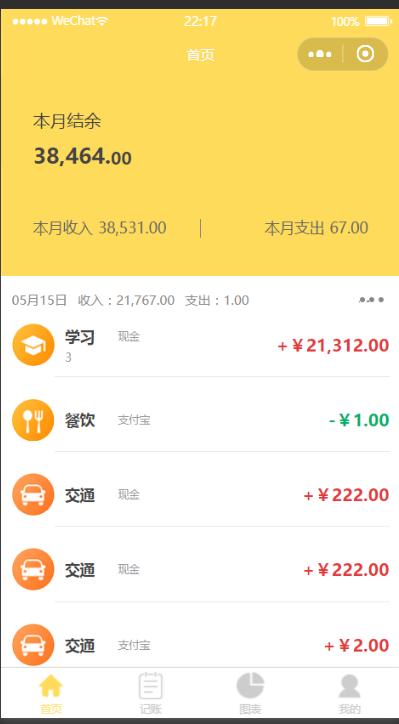 WeChat 22:17 100%
首页
本月结余
38,464.00
本月收入 38,531.00 本月支出 67.00
05月15日 收入：21,767.00 支出：1.00
学习 现金 +￥21,312.00
3
餐饮 支付宝 -￥1.00
交通 现金 +￥222.00
交通 现金 +￥222.00
交通 支付宝 +￥2.00
首页 记账 图表 我的